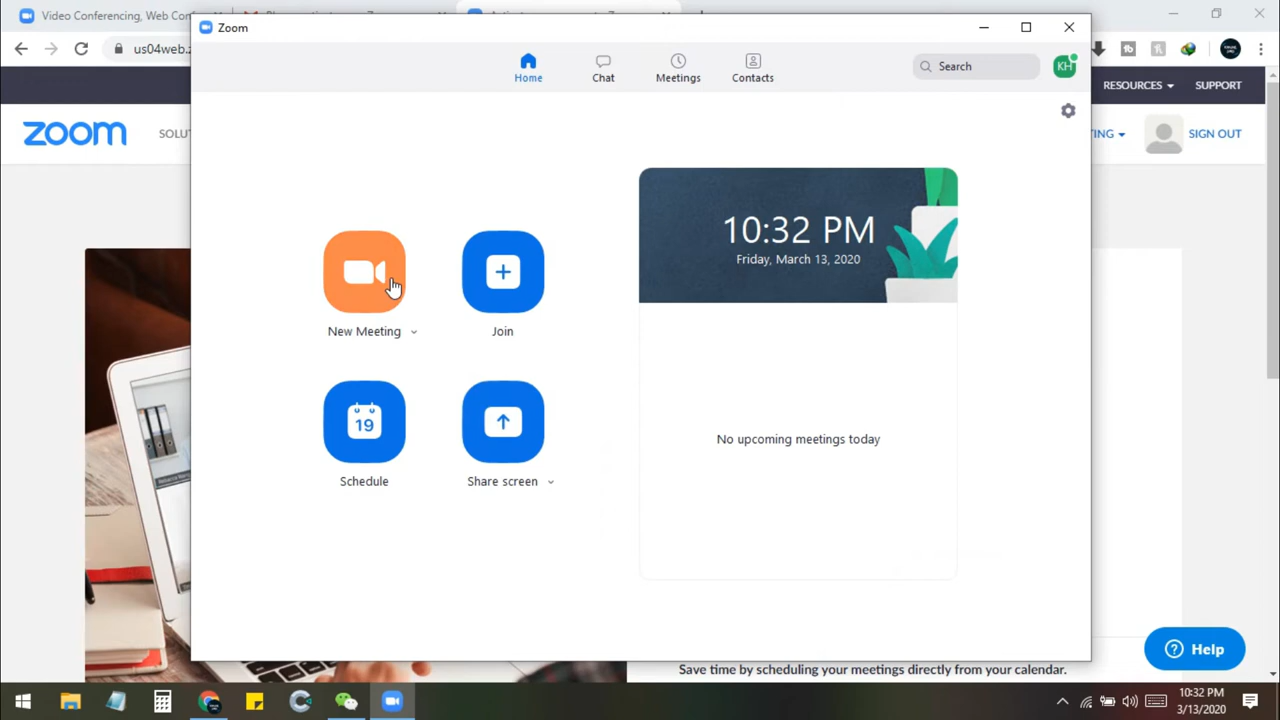 Video Conferencing, Web Con
Zoom
us04web.z
Home
Chat
Meetings
Contacts
Search
KH
RESOURCES
SUPPORT
zoom
SOLU
ING
SIGN OUT
10:32 PM
Friday, March 13, 2020
New Meeting
Join
No upcoming meetings today
19
Schedule
Share screen
Help
Save time by scheduling your meetings directly from your calendar.
10:32 PM
3/13/2020